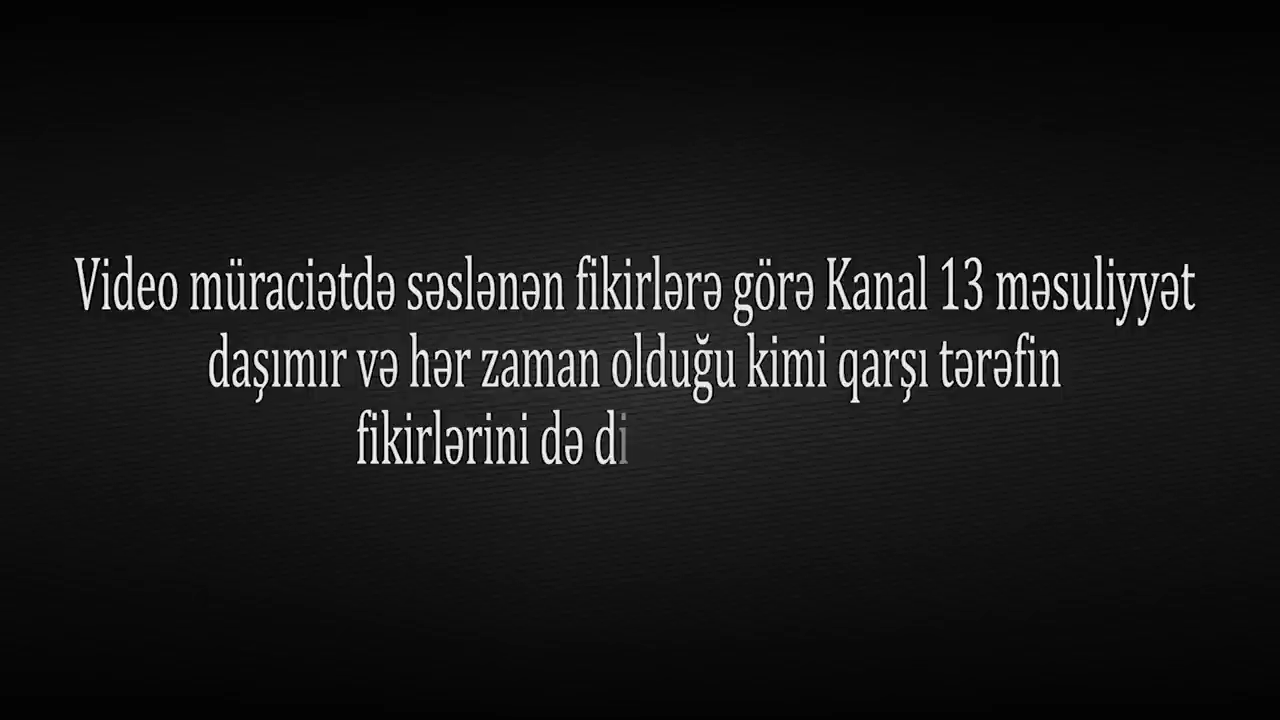 Video müraciətdə səslənən fikirlərə görə Kanal 13 məsuliyyət
daşımır və hər zaman olduğu kimi qarşı tərəfin
fikirlərini də di